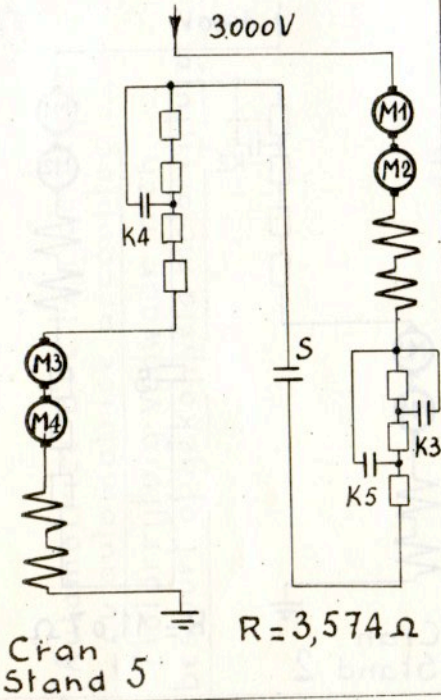 3.000V
M1
M2
K4
M3
M4
S
K3
K5
R = 3,574 Ω
Cran
Stand 5